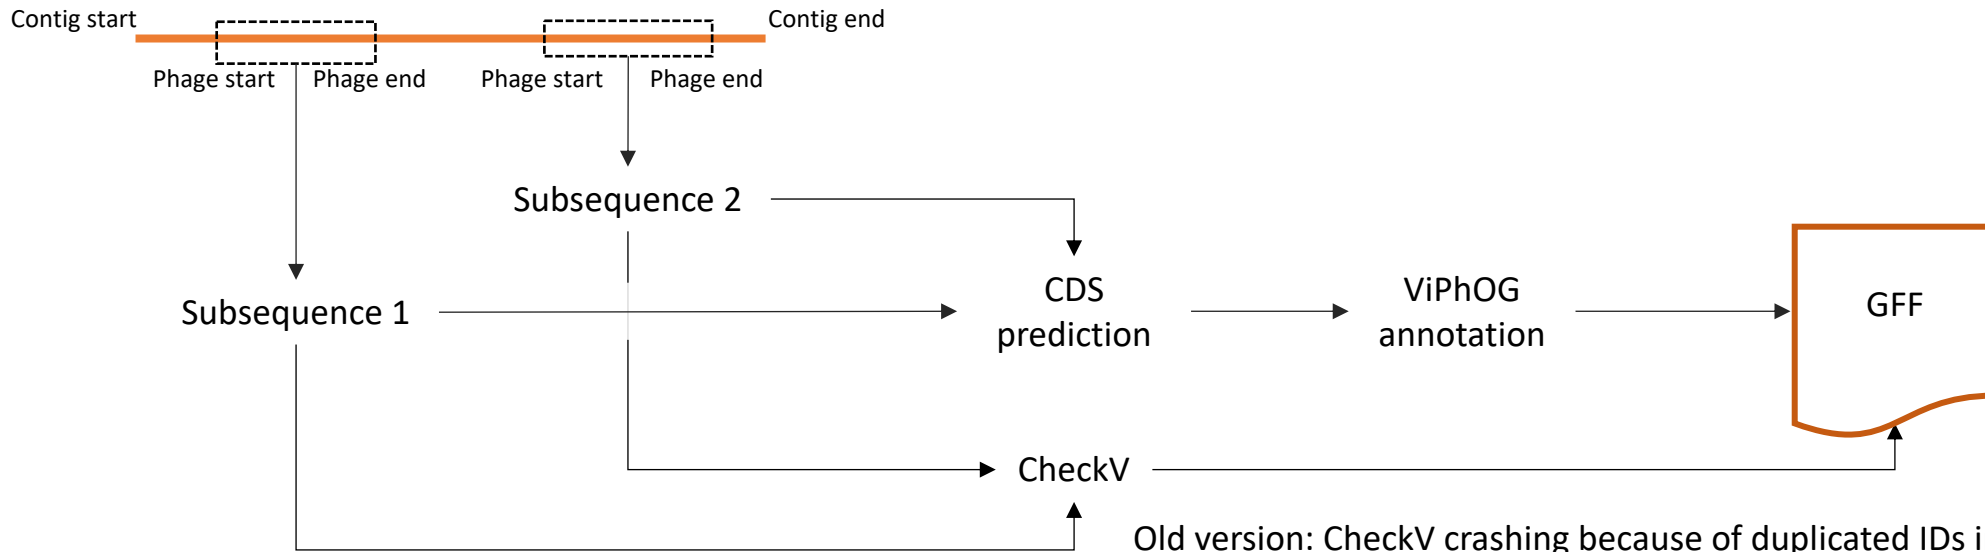 Contig start
Contig end
Phage start
Phage end
Phage start
Phage end
Subsequence 2
Subsequence 1
CDS
prediction
ViPhOG
annotation
GFF
CheckV
Old version: CheckV crashing because of duplicated IDs i